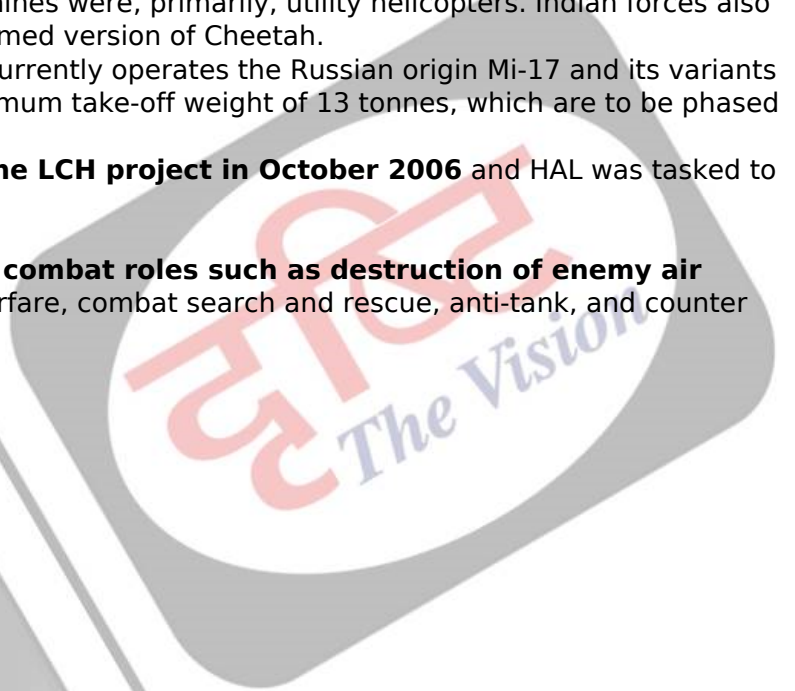 were, primarily, utility helicopters. Indian forces also
med version of Cheetah.
urrently operates the Russian origin Mi-17 and its variants
mum take-off weight of 13 tonnes, which are to be phased
he LCH project in October 2006 and HAL was tasked to
combat roles such as destruction of enemy air
rfare, combat search and rescue, anti-tank, and counter
दृष्टि
The Vision